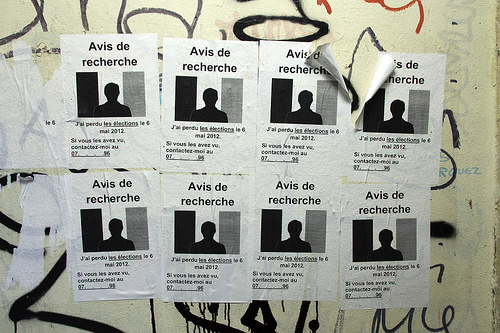 Avis de
recherche
J'ai perdu les élections le 6
mai 2012.
Si vous les avez vu,
contactez-moi au
07 96
Avis de
recherche
J'ai perdu les élections le 6
mai 2012.
Si vous les avez vu,
contactez-moi au
07 96
Avis de
recherche
J'ai perdu les élections le 6
mai 2012.
Si vous les avez vu,
contactez-moi au
07 96
Avis de
recherche
J'ai perdu les élections le 6
mai 2012.
Si vous les avez vu,
contactez-moi au
07 96
le 6
Avis de
recherche
J'ai perdu les élections le 6
mai 2012.
Si vous les avez vu,
contactez-moi au
07 96
Avis de
recherche
J'ai perdu les élections le 6
mai 2012.
Si vous les avez vu,
contactez-moi au
07 96
Avis de
recherche
J'ai perdu les élections le 6
mai 2012.
Si vous les avez vu,
contactez-moi au
07 96
Avis de
recherche
J'ai perdu les élections le 6
mai 2012.
Si vous les avez vu,
contactez-moi au
07 96